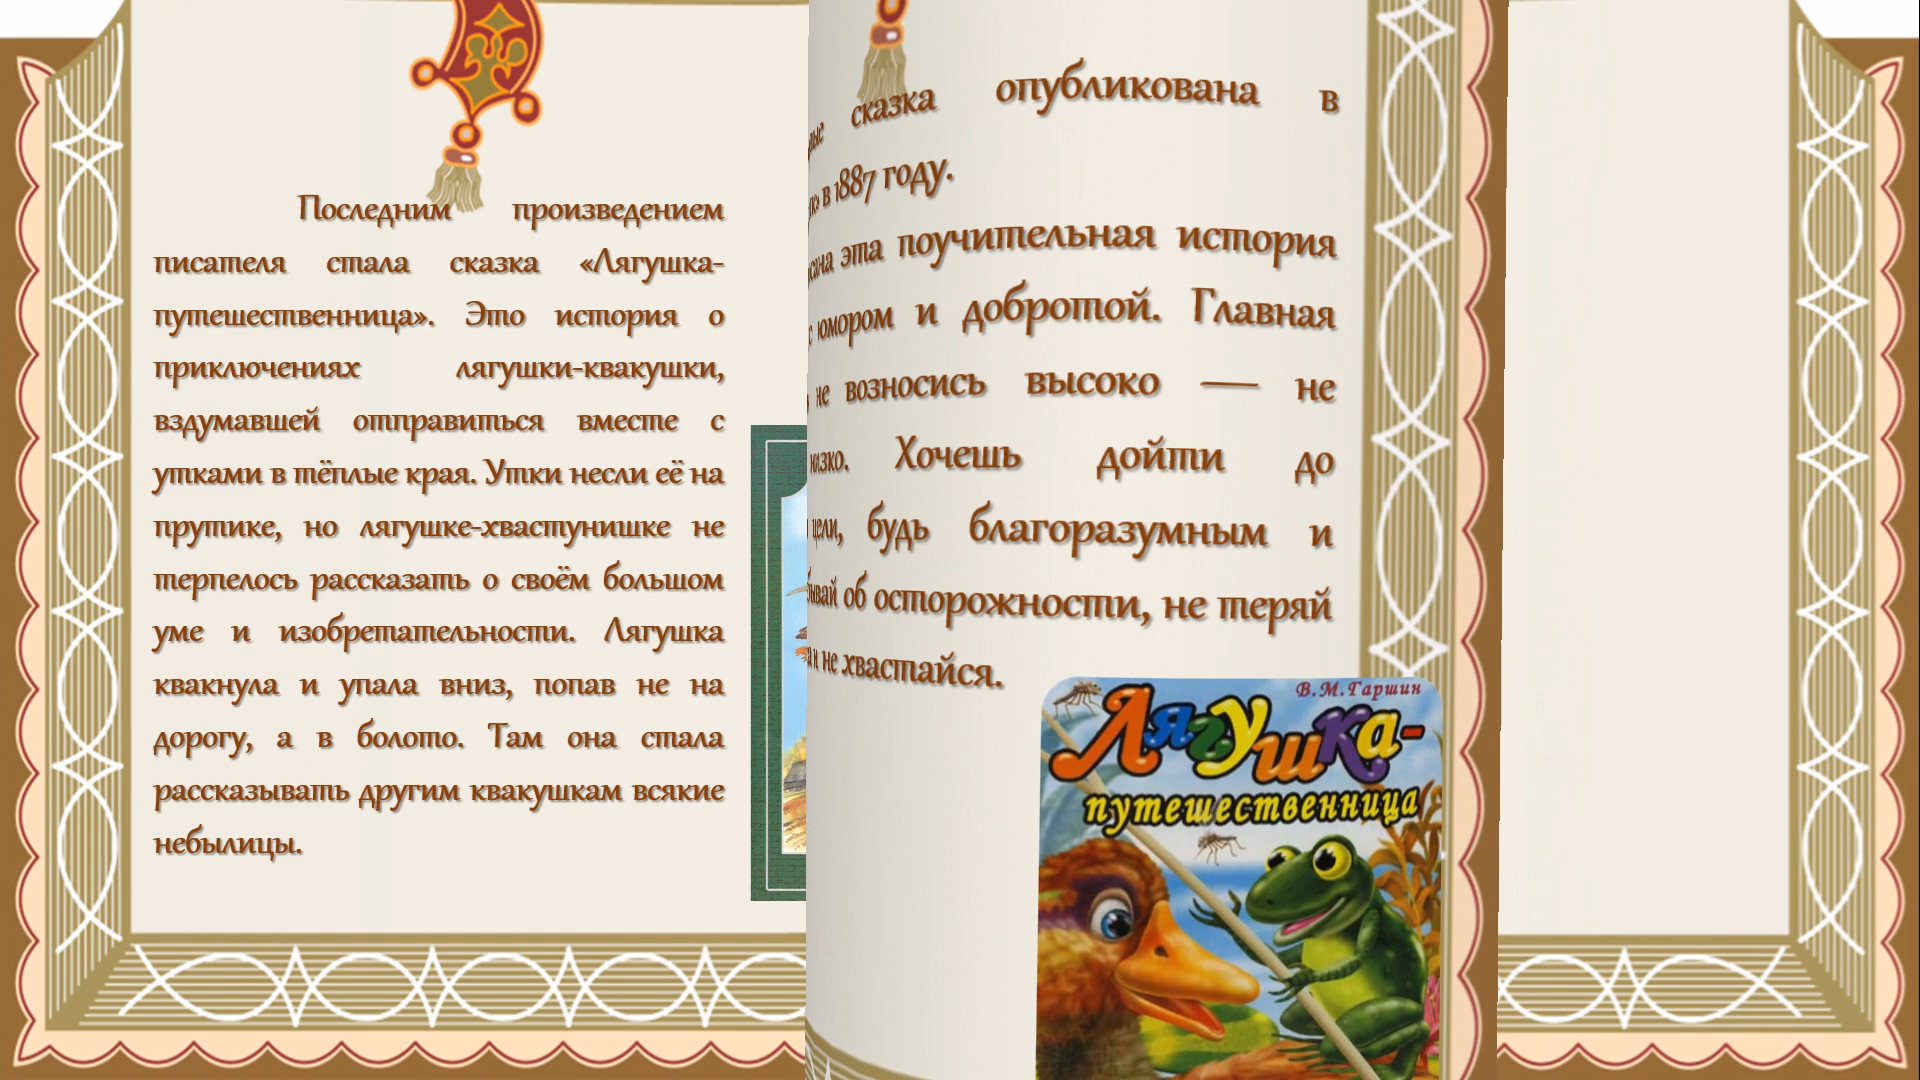 Последним произведением
писателя стала сказка «Лягушка-
путешественница». Это история о
приключениях лягушки-квакушки,
вздумавшей отправиться вместе с
утками в тёплые края. Утки несли её на
прутике, но лягушке-хвастунишке не
терпелось рассказать о своём большом
уме и изобретательности. Лягушка
квакнула и упала вниз, попав не на
дорогу, а в болото. Там она стала
рассказывать другим квакушкам всякие
небылицы.
сказка опубликована в
в 1887 году.
эта поучительная история
с юмором и добротой. Главная
не возносись высоко — не
Хочешь дойти до
цели, будь благоразумным и
об осторожности, не теряй
и не хвастайся.
В.М.Гаршин
Лягушка-
путешественница